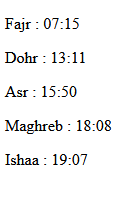 Fajr : 07:15
Dohr : 13:11
Asr : 15:50
Maghreb : 18:08
Ishaa : 19:07